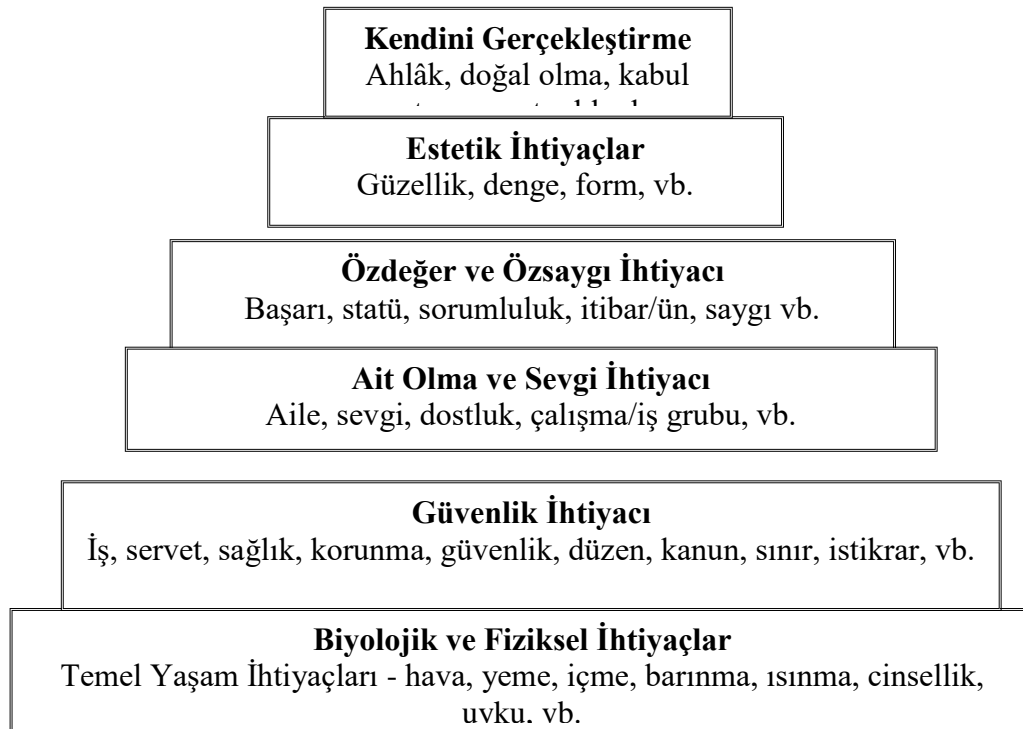 Kendini Gerçekleştirme
Ahlâk, doğal olma, kabul
Estetik İhtiyaçlar
Güzellik, denge, form, vb.
Özdeğer ve Özsaygı İhtiyacı
Başarı, statü, sorumluluk, itibar/ün, saygı vb.
Ait Olma ve Sevgi İhtiyacı
Aile, sevgi, dostluk, çalışma/iş grubu, vb.
Güvenlik İhtiyacı
İş, servet, sağlık, korunma, güvenlik, düzen, kanun, sınır, istikrar, vb.
Biyolojik ve Fiziksel İhtiyaçlar
Temel Yaşam İhtiyaçları - hava, yeme, içme, barınma, ısınma, cinsellik,
uyku, vb.